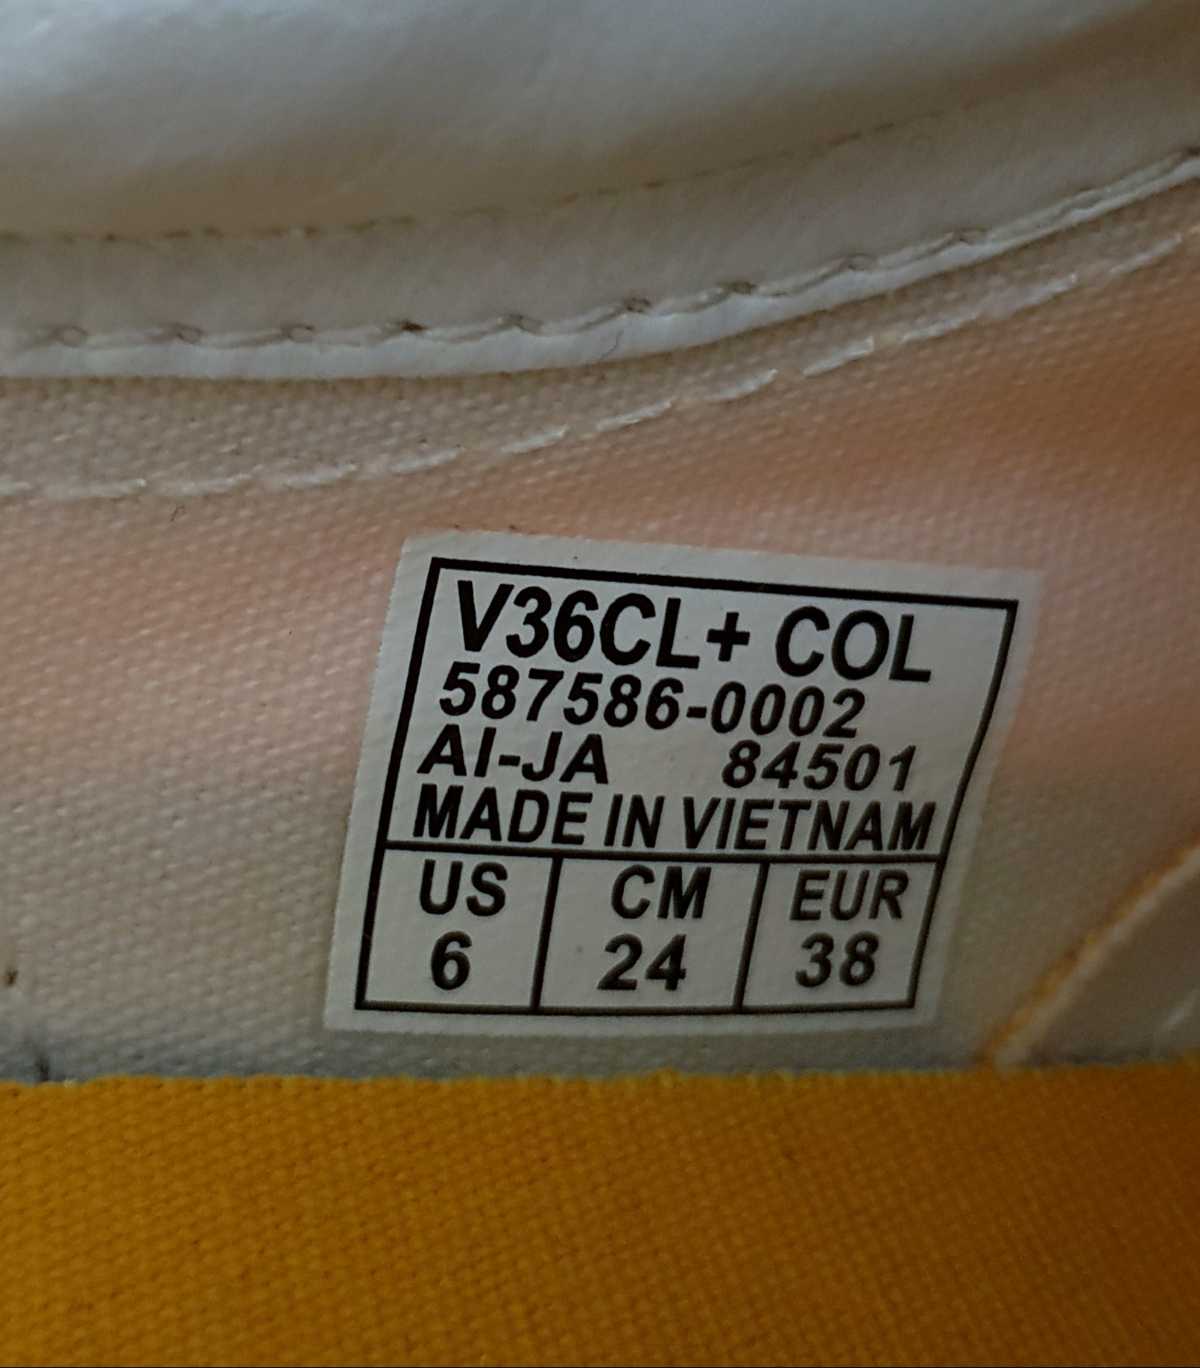 V36CL+ COL
587586-0002
AI-JA 84501
MADE IN VIETNAM
US CM EUR
6 24 38